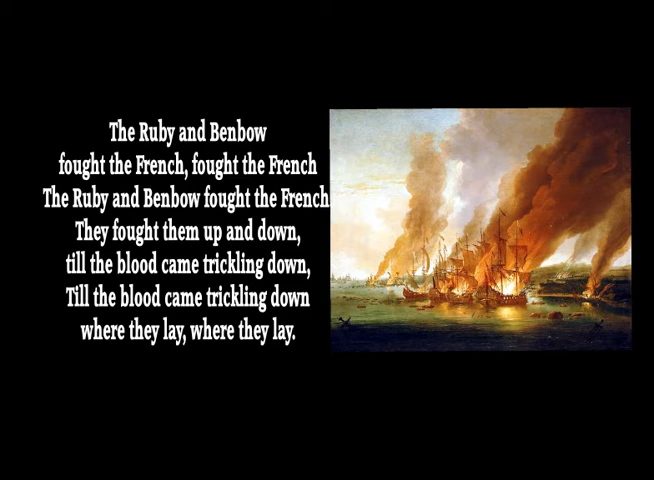 The Ruby and Benbow
fought the French, fought the French
The Ruby and Benbow fought the French
They fought them up and down,
till the blood came trickling down,
Till the blood came trickling down
where they lay, where they lay.